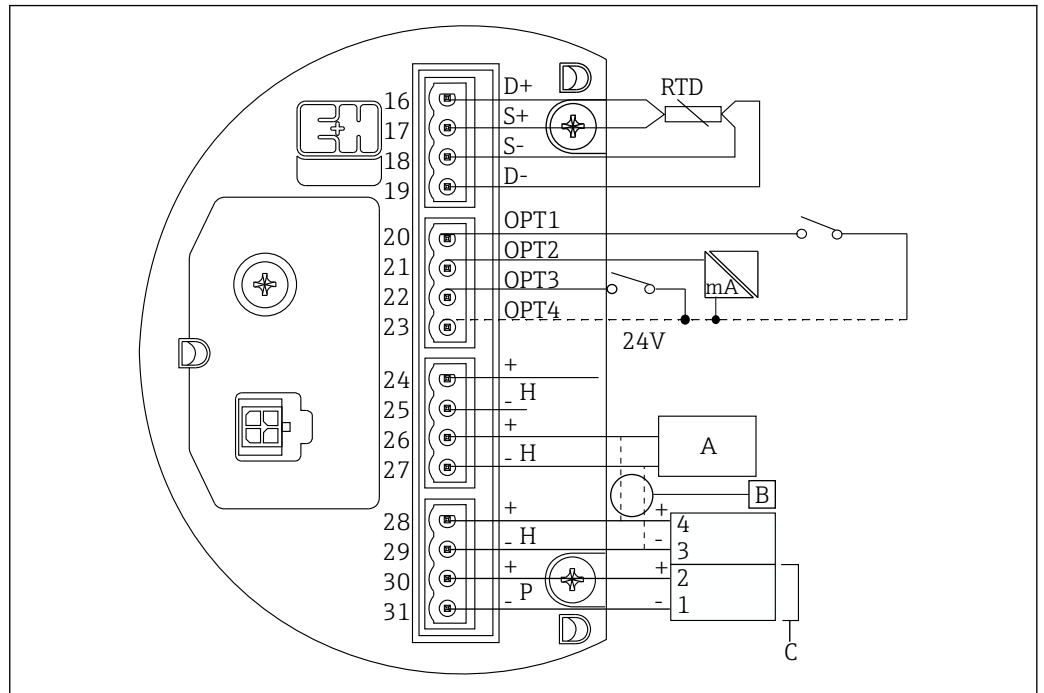 16 D+ RTD
17 S+
18 S-
19 D-
20 OPT1
21 OPT2
22 OPT3 mA
23 OPT4
24V
24 +
25 - H
26 + A
27 - H
B
28 + + 4
29 - H - 3
30 + + 2
31 - P - 1
C